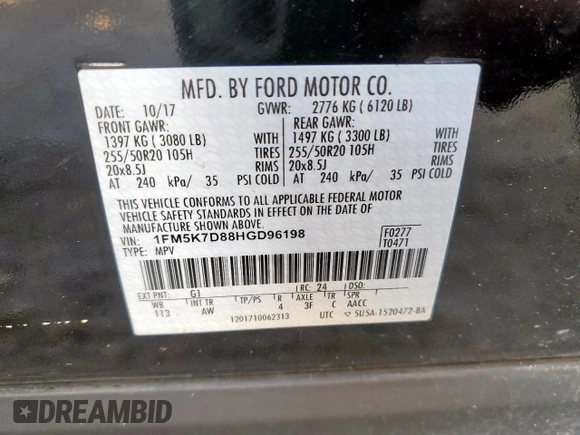 MFD. BY FORD MOTOR CO.
DATE: 10/17 GVWR: 2776 KG ( 6120 LB)
FRONT GAWR: REAR GAWR:
1397 KG ( 3080 LB) WITH 1497 KG ( 3300 LB) WITH
255/50R20 105H TIRES 255/50R20 105H TIRES
20x8.5J RIMS 20x8.5J RIMS
AT 240 kPa/ 35 PSI COLD AT 240 kPa/ 35 PSI COLD
THIS VEHICLE CONFORMS TO ALL APPLICABLE FEDERAL MOTOR
VEHICLE SAFETY STANDARDS IN EFFECT ON THE DATE OF
MANUFACTURE SHOWN ABOVE.
VIN: 1FM5K7D88HGD96198 F0277
TYPE: MPV T0471
EXT PNT: G1 RC: 24 DSO:
WB INT TR TP/PS R AXLE TR SPR
113 AW 4 3F C AACC
1201710062313 UTC ▽ 5U5A-1520472-BA
DREAMBID